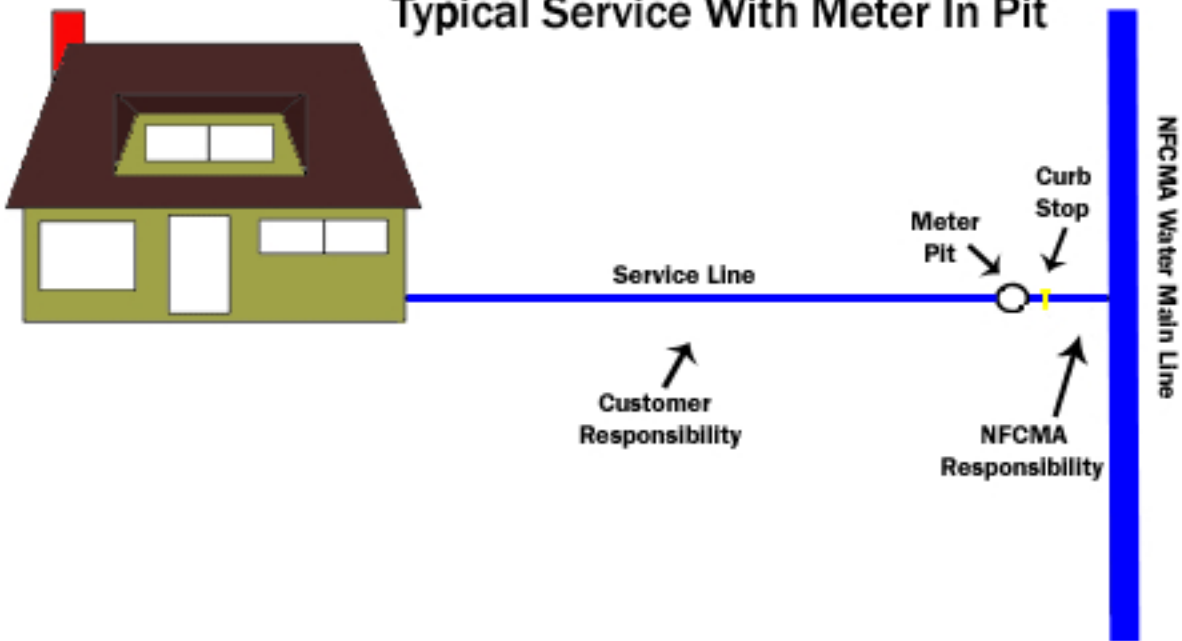 Typical Service With Meter In Pit
Curb
Stop
Meter
Pit
Service Line
NFCMA Water Main Line
Customer
Responsibility
NFCMA
Responsibility